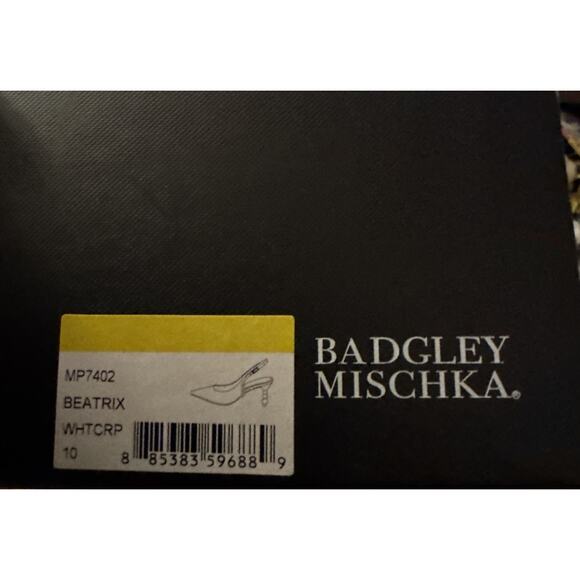 MP7402
BEATRIX
WHTCRP
10
8 85383 59688 9
BADGLEY
MISCHKA®